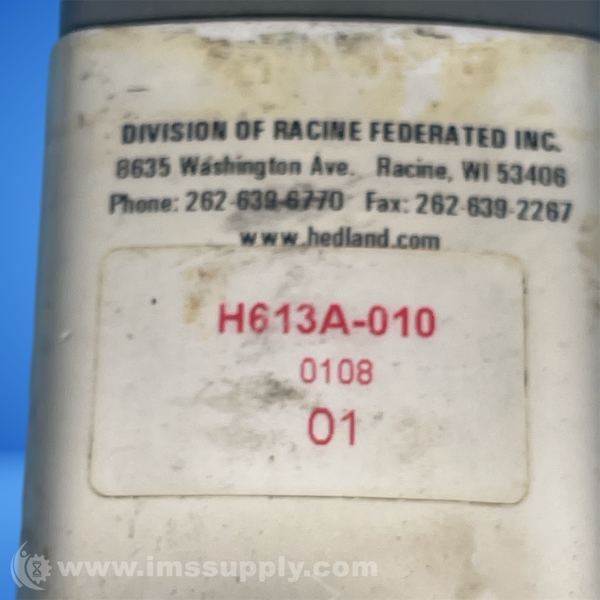 DIVISION OF RACINE FEDERATED INC.
8635 Washington Ave. Racine, WI 53406
Phone: 262-639-6770 Fax: 262-639-2267
www.hedland.com
H613A-010
0108
01
www.imssupply.com